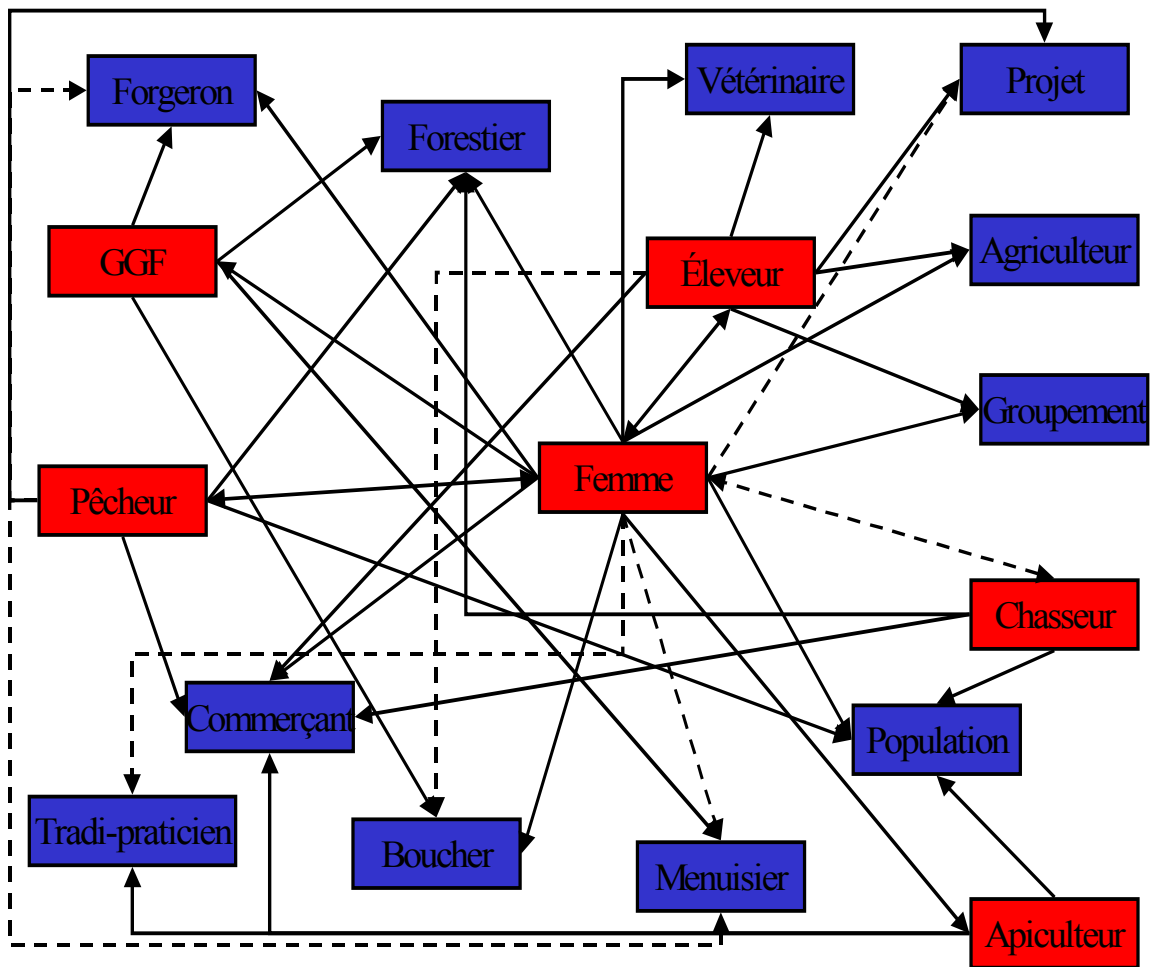 Forgeron
Vétérinaire
Projet
Forestier
GGF
Éleveur
Agriculteur
Groupement
Pêcheur
Femme
Chasseur
Commerçant
Population
Tradi-praticien
Boucher
Menuisier
Apiculteur